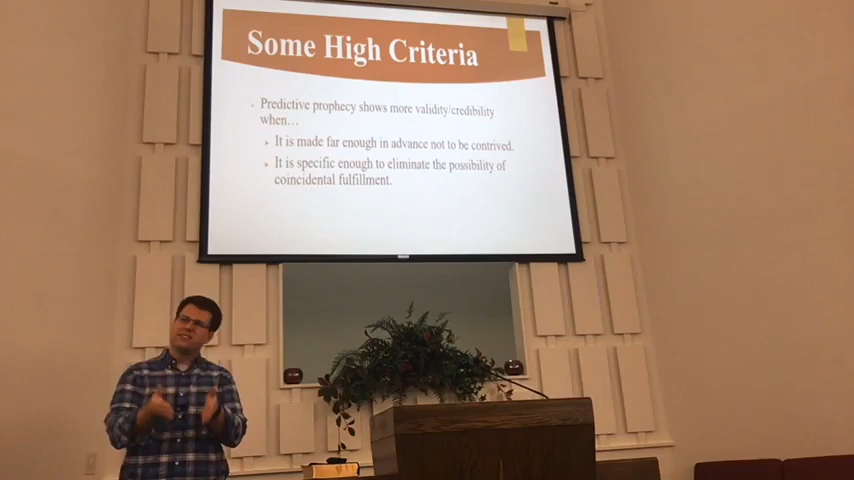 Some High Criteria
Predictive prophecy shows more validity/credibility
when…
It is made far enough in advance not to be contrived.
It is specific enough to eliminate the possibility of
coincidental fulfillment.